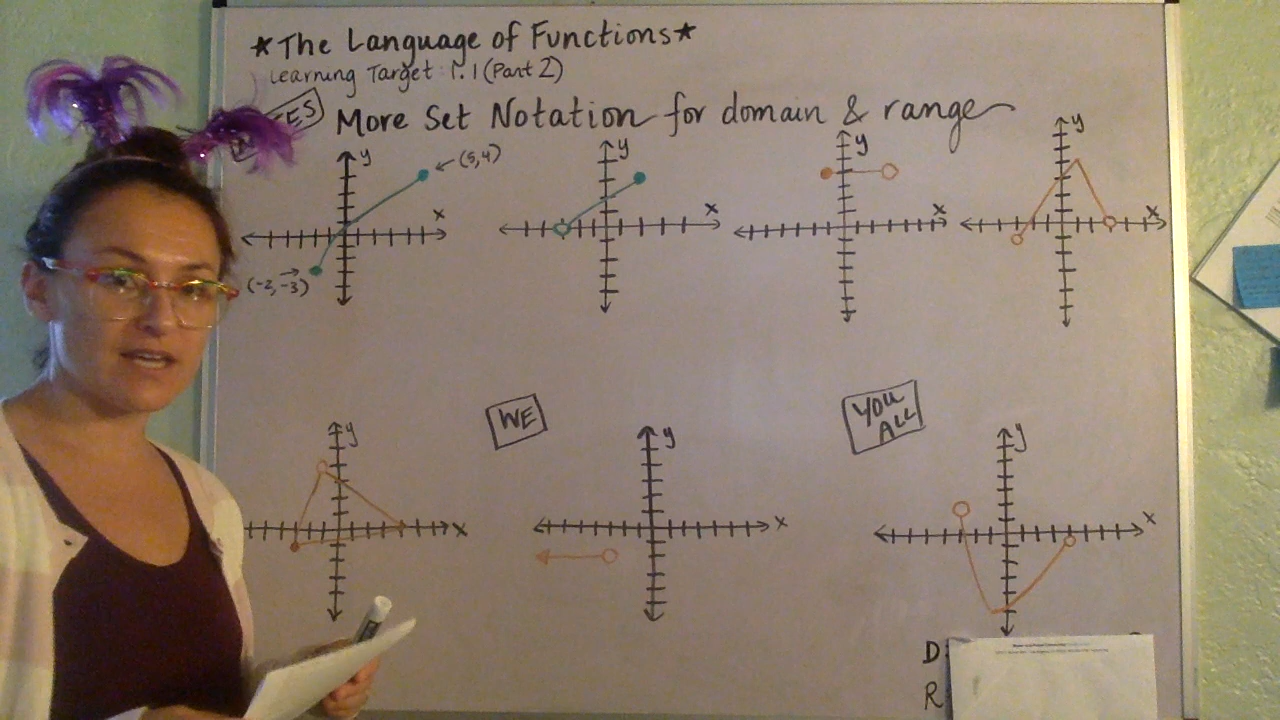 ★The Language of Functions★
Learning Target 1.1 (Part 2)
More Set Notation for domain & range
y
x
(5,4)
(-2,-3)
y
x
y
x
y
x
y
x
WE
y
x
YOU ALL
y
x
D:
R